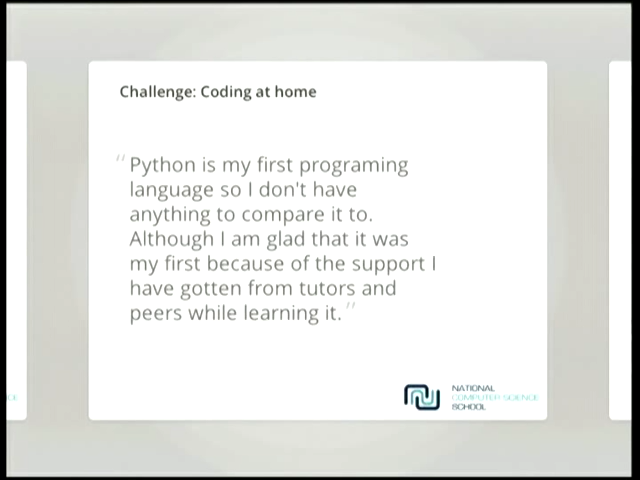 Challenge: Coding at home
“Python is my first programing
language so I don't have
anything to compare it to.
Although I am glad that it was
my first because of the support I
have gotten from tutors and
peers while learning it.”
NATIONAL
COMPUTER SCIENCE
SCHOOL